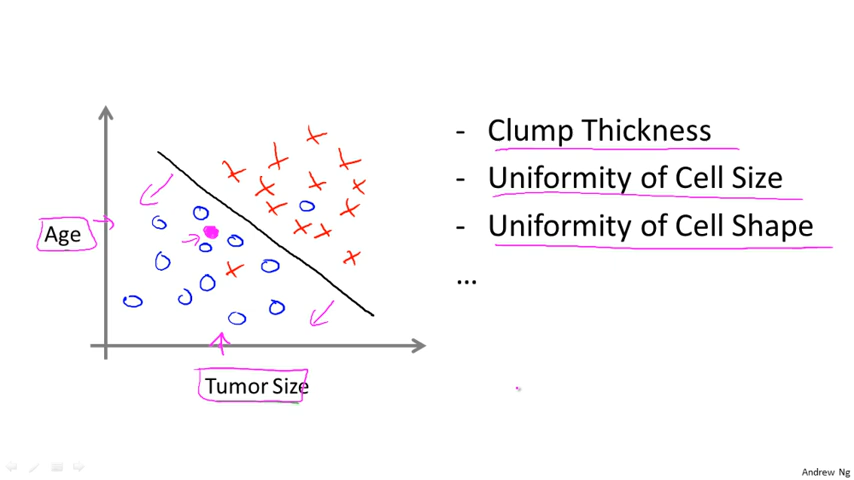 - Clump Thickness
- Uniformity of Cell Size
- Uniformity of Cell Shape
...
Age
Tumor Size
Andrew Ng